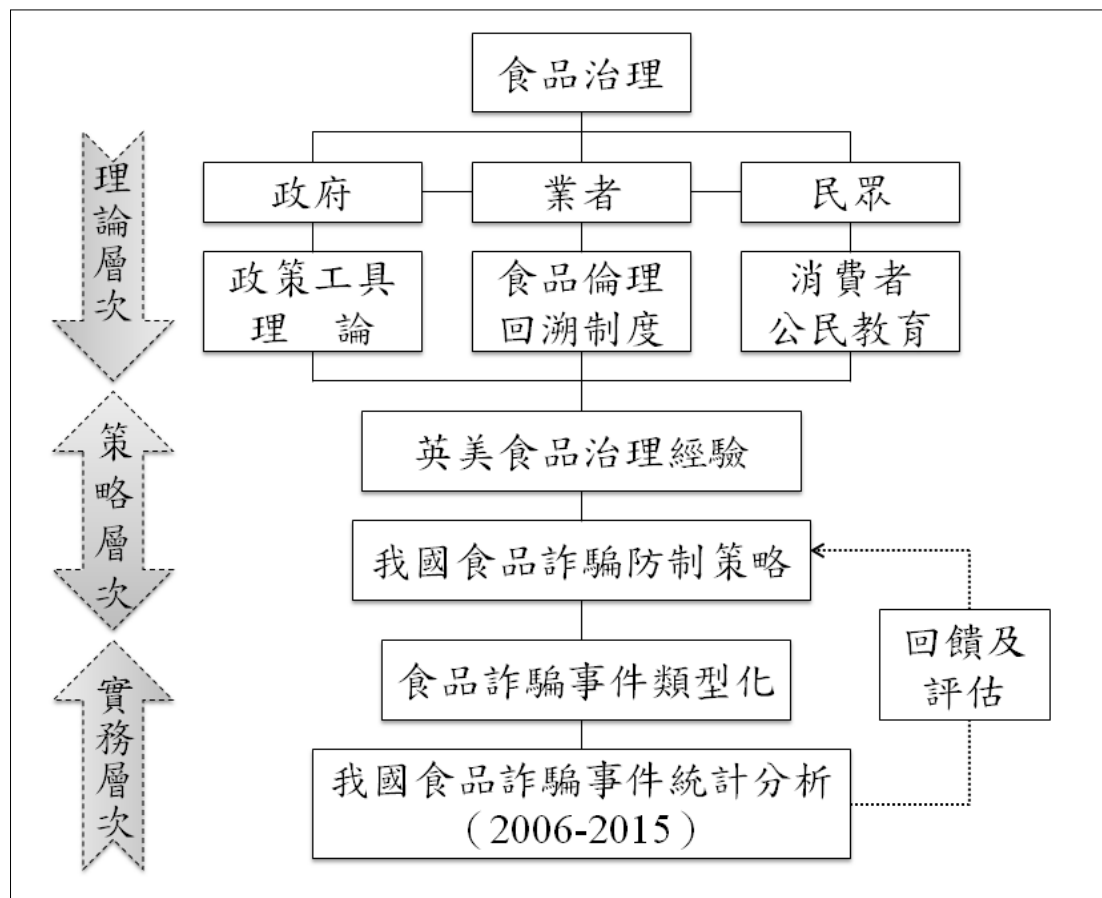 食品治理
理論層次
政府
業者
民眾
政策工具
理 論
食品倫理
回溯制度
消費者
公民教育
策略層次
英美食品治理經驗
我國食品詐騙防制策略
回饋及
評估
實務層次
食品詐騙事件類型化
我國食品詐騙事件統計分析
（2006-2015）